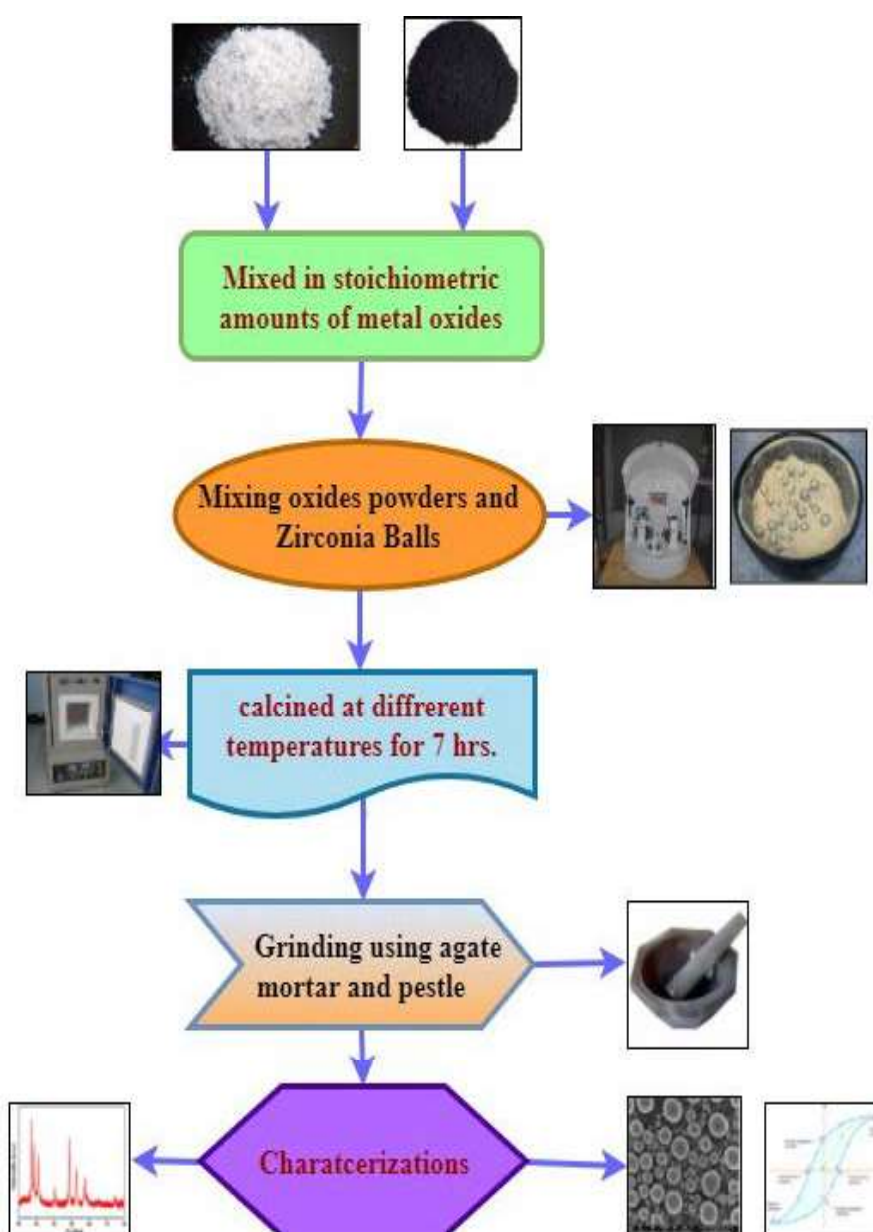 Mixed in stoichiometric
amounts of metal oxides
Mixing oxides powders and
Zirconia Balls
calcined at diffrerent
temperatures for 7 hrs.
Grinding using agate
mortar and pestle
Charatcerizations